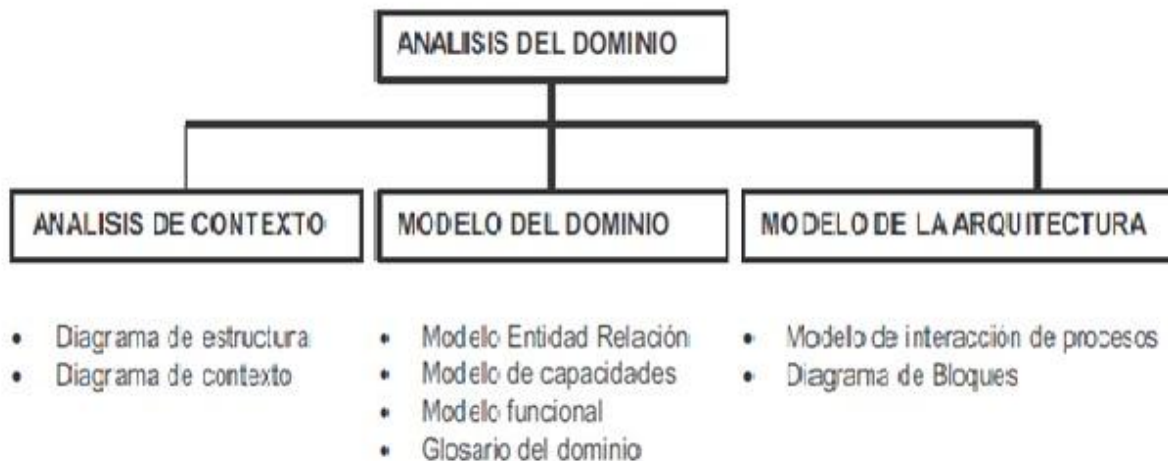 ANALISIS DEL DOMINIO
ANALISIS DE CONTEXTO
MODELO DEL DOMINIO
MODELO DE LA ARQUITECTURA
• Diagrama de estructura
• Diagrama de contexto
• Modelo Entidad Relación
• Modelo de capacidades
• Modelo funcional
• Glosario del dominio
• Modelo de interacción de procesos
• Diagrama de Bloques